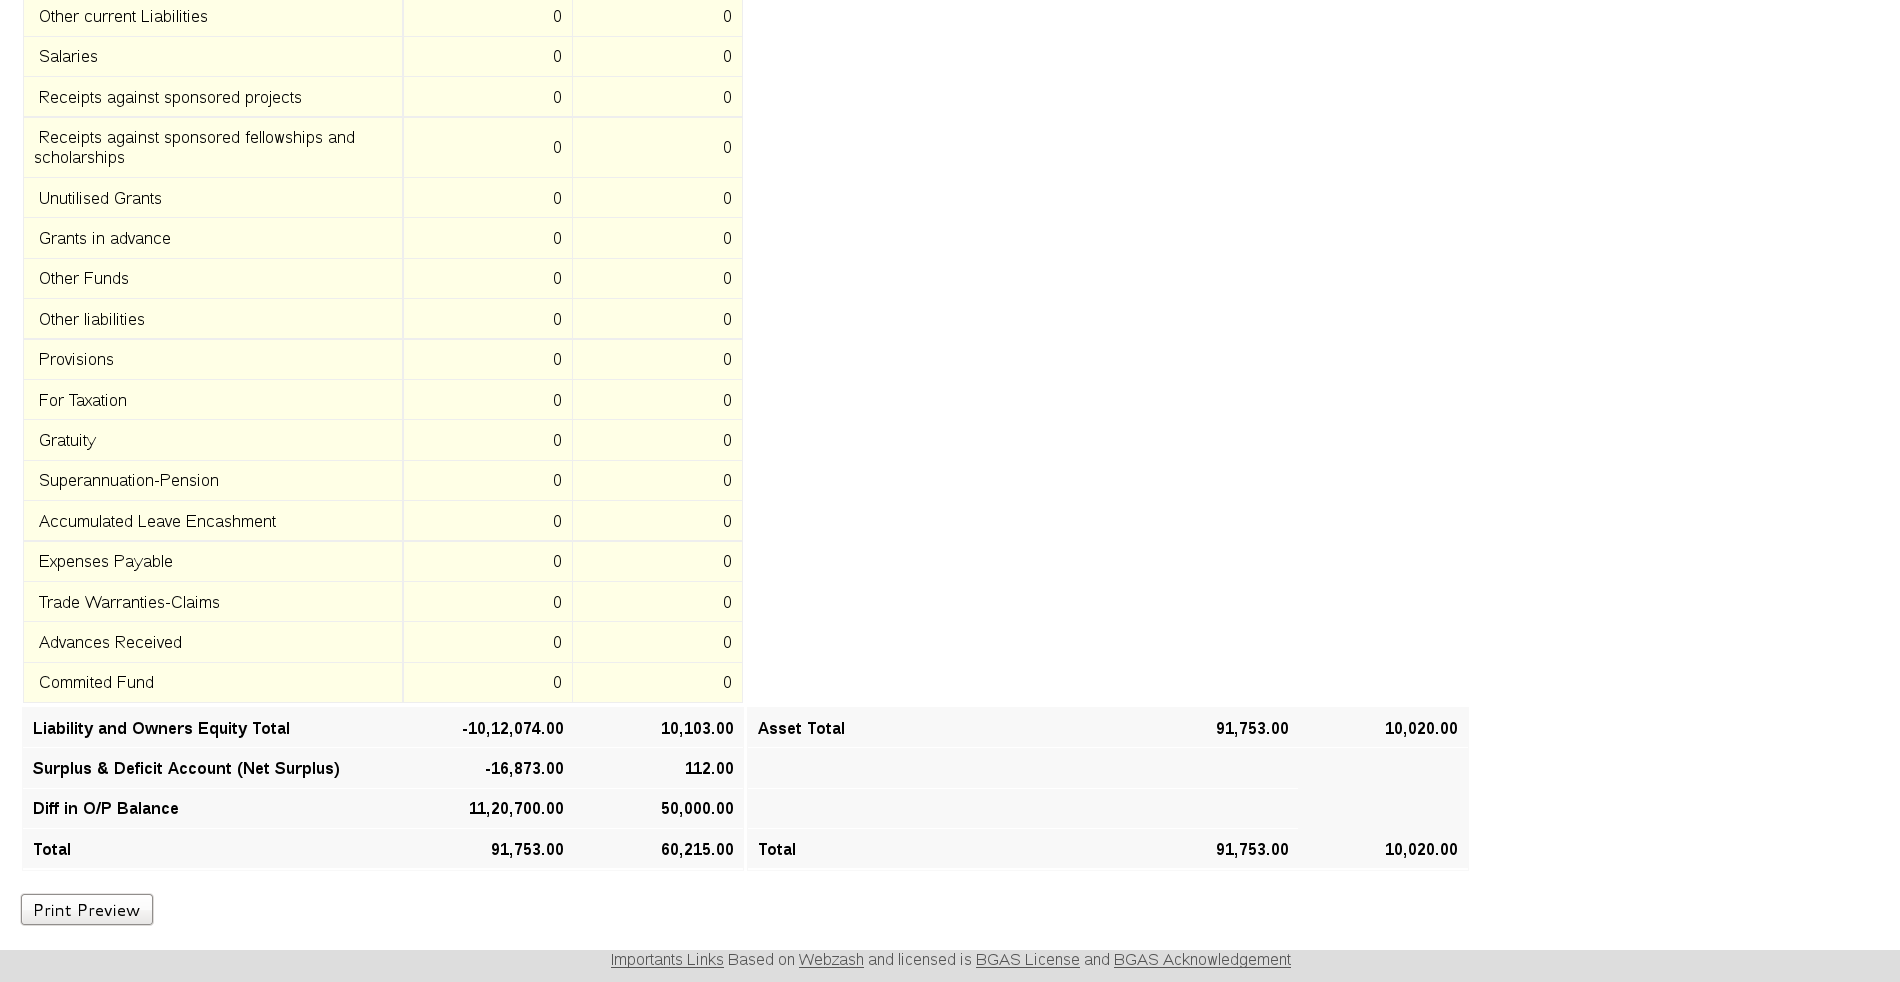 Other current Liabilities 0 0
Salaries 0 0
Receipts against sponsored projects 0 0
Receipts against sponsored fellowships and
scholarships 0 0
Unutilised Grants 0 0
Grants in advance 0 0
Other Funds 0 0
Other liabilities 0 0
Provisions 0 0
For Taxation 0 0
Gratuity 0 0
Superannuation-Pension 0 0
Accumulated Leave Encashment 0 0
Expenses Payable 0 0
Trade Warranties-Claims 0 0
Advances Received 0 0
Commited Fund 0 0
Liability and Owners Equity Total -10,12,074.00 10,103.00 Asset Total 91,753.00 10,020.00
Surplus & Deficit Account (Net Surplus) -16,873.00 112.00
Diff in O/P Balance 11,20,700.00 50,000.00
Total 91,753.00 60,215.00 Total 91,753.00 10,020.00
Print Preview
Importants Links Based on Webzash and licensed is BGAS License and BGAS Acknowledgement